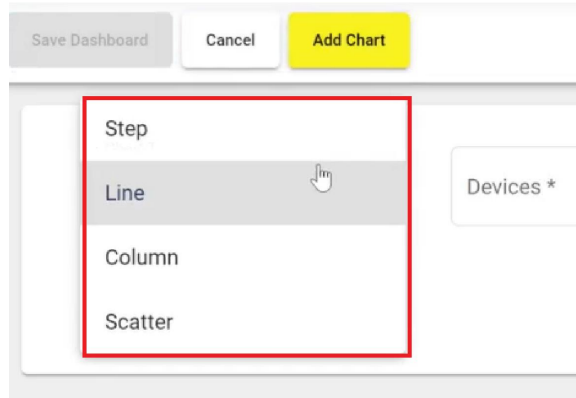 Save Dashboard Cancel Add Chart
Step
Line
Devices *
Column
Scatter